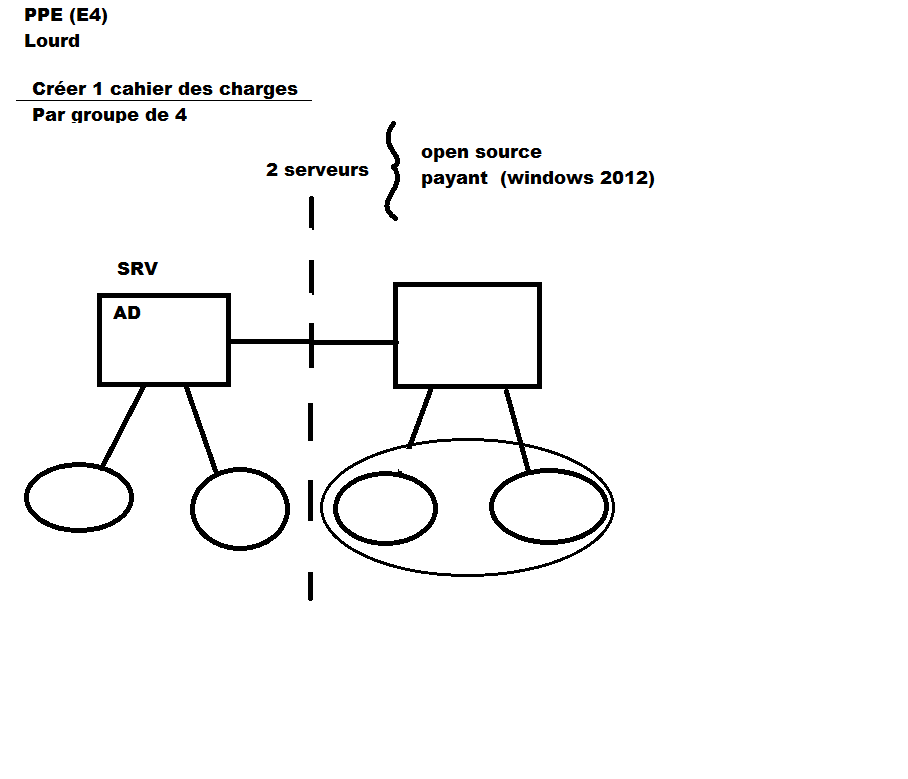 PPE (E4)
Lourd
Créer 1 cahier des charges
Par groupe de 4
2 serveurs
open source
payant (windows 2012)
SRV
AD